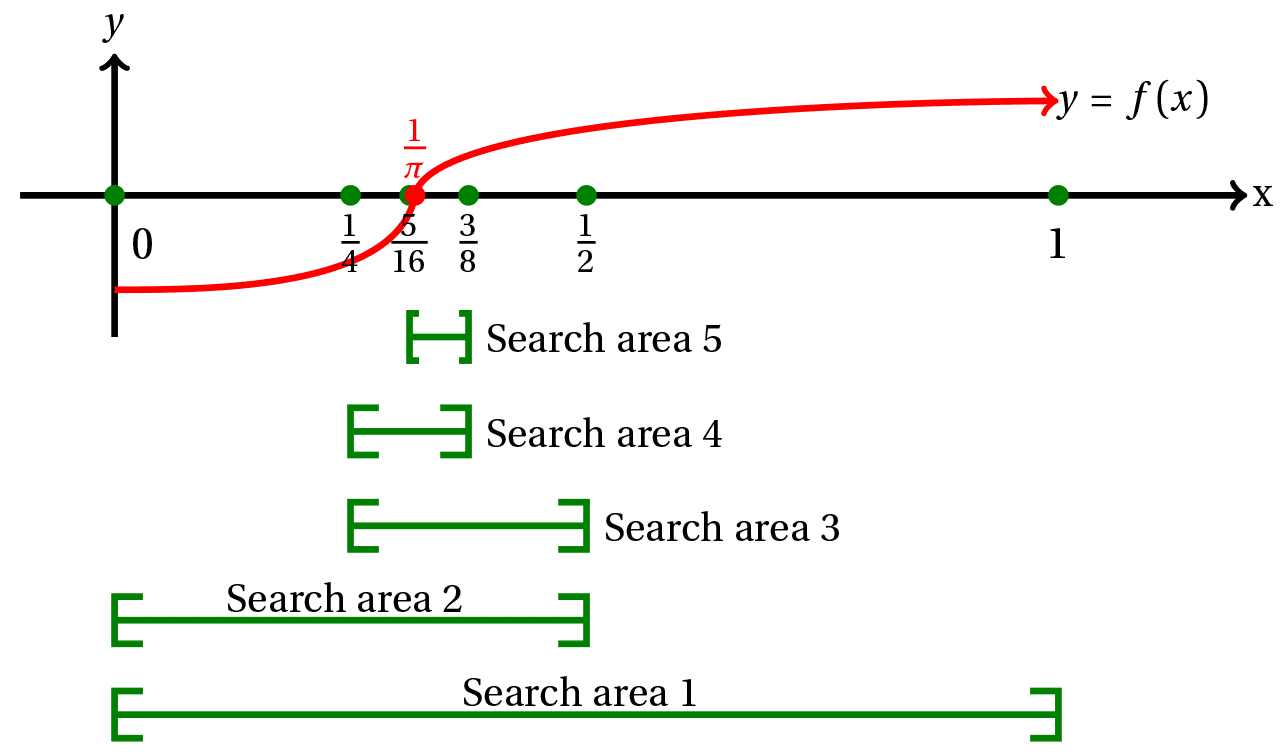 y
y = f(x)
1/π
x
0
1/4
5/16
3/8
1/2
1
Search area 5
Search area 4
Search area 3
Search area 2
Search area 1